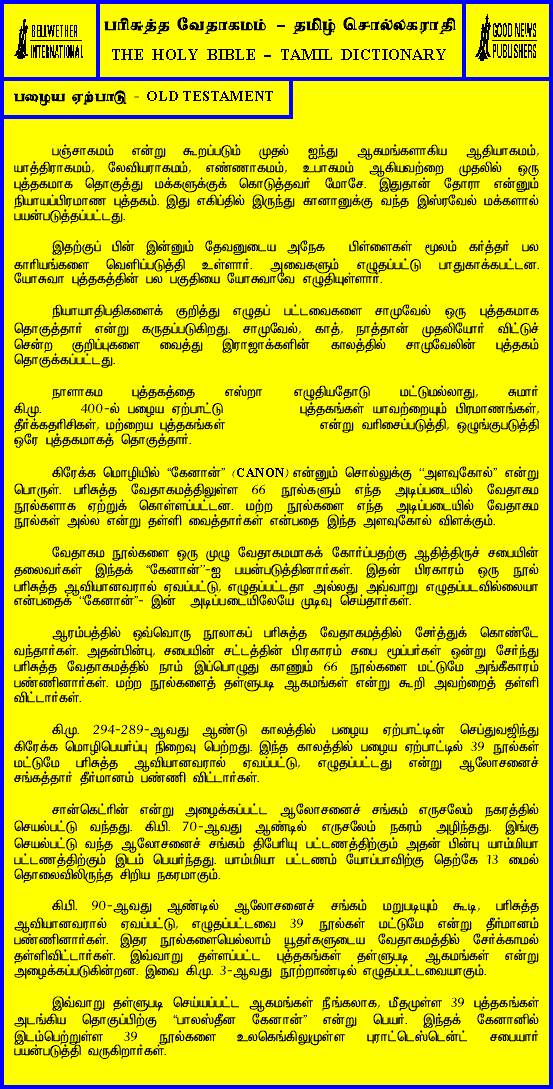 BELLWETHER
INTERNATIONAL
பரிசுத்த வேதாகமம் - தமிழ் சொல்லகராதி
THE HOLY BIBLE - TAMIL DICTIONARY
GOOD NEWS
PUBLISHERS
பழைய ஏற்பாடு - OLD TESTAMENT
பஞ்சாகமம் என்று கூறப்படும் முதல் ஐந்து ஆகமங்களாகிய ஆதியாகமம்,
யாத்திராகமம், லேவியராகமம், எண்ணாகமம், உபாகமம் ஆகியவற்றை முதலில் ஒரு
புத்தகமாக தொகுத்து மக்களுக்குக் கொடுத்தவர் மோசே. இதுதான் தோரா என்னும்
நியாயப்பிரமாண புத்தகம். இது எகிப்தில் இருந்து கானானுக்கு வந்த இஸ்ரவேல் மக்களால்
பயன்படுத்தப்பட்டது.
இதற்குப் பின் இன்னும் தேவனுடைய அநேக பிள்ளைகள் மூலம் கர்த்தர் பல
காரியங்களை வெளிப்படுத்தி உள்ளார். அவைகளும் எழுதப்பட்டு பாதுகாக்கபட்டன.
யோசுவா புத்தகத்தின் பல பகுதியை யோசுவாவே எழுதியுள்ளார்.
நியாயாதிபதிகளைக் குறித்து எழுதப் பட்டவைகளை சாமுவேல் ஒரு புத்தகமாக
தொகுத்தார் என்று கருதப்படுகிறது. சாமுவேல், காத், நாத்தான் முதலியோர் விட்டுச்
சென்ற குறிப்புகளை வைத்து இராஜாக்களின் காலத்தில் சாமுவேலின் புத்தகம்
தொகுக்கப்பட்டது.
நாளாகம புத்தகத்தை எஸ்றா எழுதியதோடு மட்டுமல்லாது, சுமார்
கி.மு. 400-ல் பழைய ஏற்பாட்டு புத்தகங்கள் யாவற்றையும் பிரமாணங்கள்,
தீர்க்கதரிசிகள், மற்றைய புத்தகங்கள் என்று வரிசைப்படுத்தி, ஒழுங்குபடுத்தி
ஒரே புத்தகமாகத் தொகுத்தார்.
கிரேக்க மொழியில் “கேனான்” (CANON) என்னும் சொல்லுக்கு “அளவுகோல்” என்று
பொருள். பரிசுத்த வேதாகமத்திலுள்ள 66 நூல்களும் எந்த அடிப்படையில் வேதாகம
நூல்களாக ஏற்றுக் கொள்ளப்பட்டன. மற்ற நூல்களை எந்த அடிப்படையில் வேதாகம
நூல்கள் அல்ல என்று தள்ளி வைத்தார்கள் என்பதை இந்த அளவுகோல் விளக்கும்.
வேதாகம நூல்களை ஒரு முழு வேதாகமமாகக் கோர்ப்பதற்கு ஆதித்திருச் சபையின்
தலைவர்கள் இந்தக் “கேனான்”-ஐ பயன்படுத்தினார்கள். இதன் பிரகாரம் ஒரு நூல்
பரிசுத்த ஆவியானவரால் ஏவப்பட்டு, எழுதப்பட்டதா அல்லது அவ்வாறு எழுதப்படவில்லையா
என்பதைக் “கேனான்”- இன் அடிப்படையிலேயே முடிவு செய்தார்கள்.
ஆரம்பத்தில் ஒவ்வொரு நூலாகப் பரிசுத்த வேதாகமத்தில் சேர்த்துக் கொண்டே
வந்தார்கள். அதன்பின்பு, சபையின் சட்டத்தின் பிரகாரம் சபை மூப்பர்கள் ஒன்று சேர்ந்து
பரிசுத்த வேதாகமத்தில் நாம் இப்பொழுது காணும் 66 நூல்களை மட்டுமே அங்கீகாரம்
பண்ணினார்கள். மற்ற நூல்களைத் தள்ளுபடி ஆகமங்கள் என்று கூறி அவற்றைத் தள்ளி
விட்டார்கள்.
கி.மு. 294-289-ஆவது ஆண்டு காலத்தில் பழைய ஏற்பாட்டின் செப்துவஜிந்து
கிரேக்க மொழிபெயர்ப்பு நிறைவு பெற்றது. இந்த காலத்தில் பழைய ஏற்பாட்டில் 39 நூல்கள்
மட்டுமே பரிசுத்த ஆவியானவரால் ஏவப்பட்டு, எழுதப்பட்டது என்று ஆலோசனைச்
சங்கத்தார் தீர்மானம் பண்ணி விட்டார்கள்.
சான்கெட்ரின் என்று அழைக்கப்பட்ட ஆலோசனைச் சங்கம் எருசலேம் நகரத்தில்
செயல்பட்டு வந்தது. கி.பி. 70-ஆவது ஆண்டில் எருசலேம் நகரம் அழிந்தது. இங்கு
செயல்பட்டு வந்த ஆலோசனைச் சங்கம் திபேரியு பட்டணத்திற்கும் அதன் பின்பு யாம்மியா
பட்டணத்திற்கும் இடம் பெயர்ந்தது. யாம்மியா பட்டணம் யோப்பாவிற்கு தெற்கே 13 மைல்
தொலைவிலிருந்த சிறிய நகரமாகும்.
கி.பி. 90-ஆவது ஆண்டில் ஆலோசனைச் சங்கம் மறுபடியும் கூடி, பரிசுத்த
ஆவியானவரால் ஏவப்பட்டு, எழுதப்பட்டவை 39 நூல்கள் மட்டுமே என்று தீர்மானம்
பண்ணினார்கள். இதர நூல்களையெல்லாம் யூதர்களுடைய வேதாகமத்தில் சேர்க்காமல்
தள்ளிவிட்டார்கள். இவ்வாறு தள்ளப்பட்ட புத்தகங்கள் தள்ளுபடி ஆகமங்கள் என்று
அழைக்கப்படுகின்றன. இவை கி.மு. 3-ஆவது நூற்றாண்டில் எழுதப்பட்டவையாகும்.
இவ்வாறு தள்ளுபடி செய்யப்பட்ட ஆகமங்கள் நீங்கலாக, மீதமுள்ள 39 புத்தகங்கள்
அடங்கிய தொகுப்பிற்கு “பாலஸ்தீன கேனான்” என்று பெயர். இந்தக் கேனானில்
இடம்பெற்றுள்ள 39 நூல்களை உலகெங்கிலுமுள்ள புராட்டெஸ்டென்ட் சபையார்
பயன்படுத்தி வருகிறார்கள்.